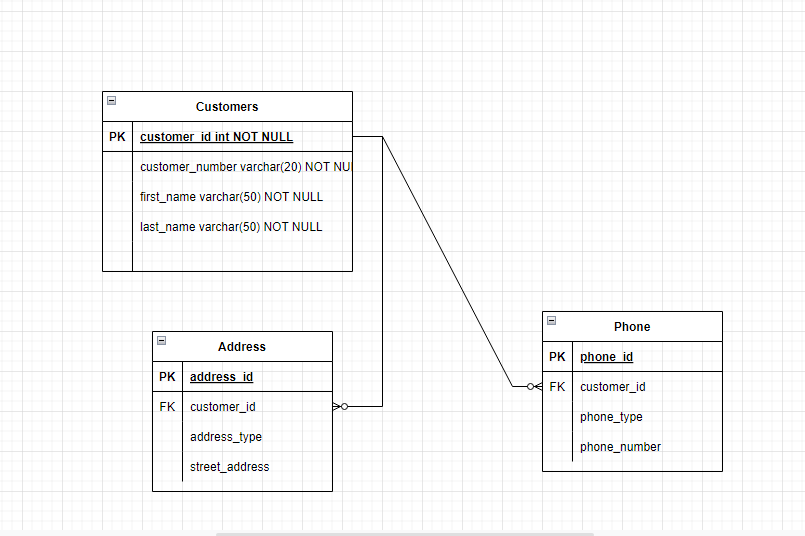 Customers
PK customer_id int NOT NULL
customer_number varchar(20) NOT NU
first_name varchar(50) NOT NULL
last_name varchar(50) NOT NULL
Address
PK address_id
FK customer_id
address_type
street_address
Phone
PK phone_id
FK customer_id
phone_type
phone_number